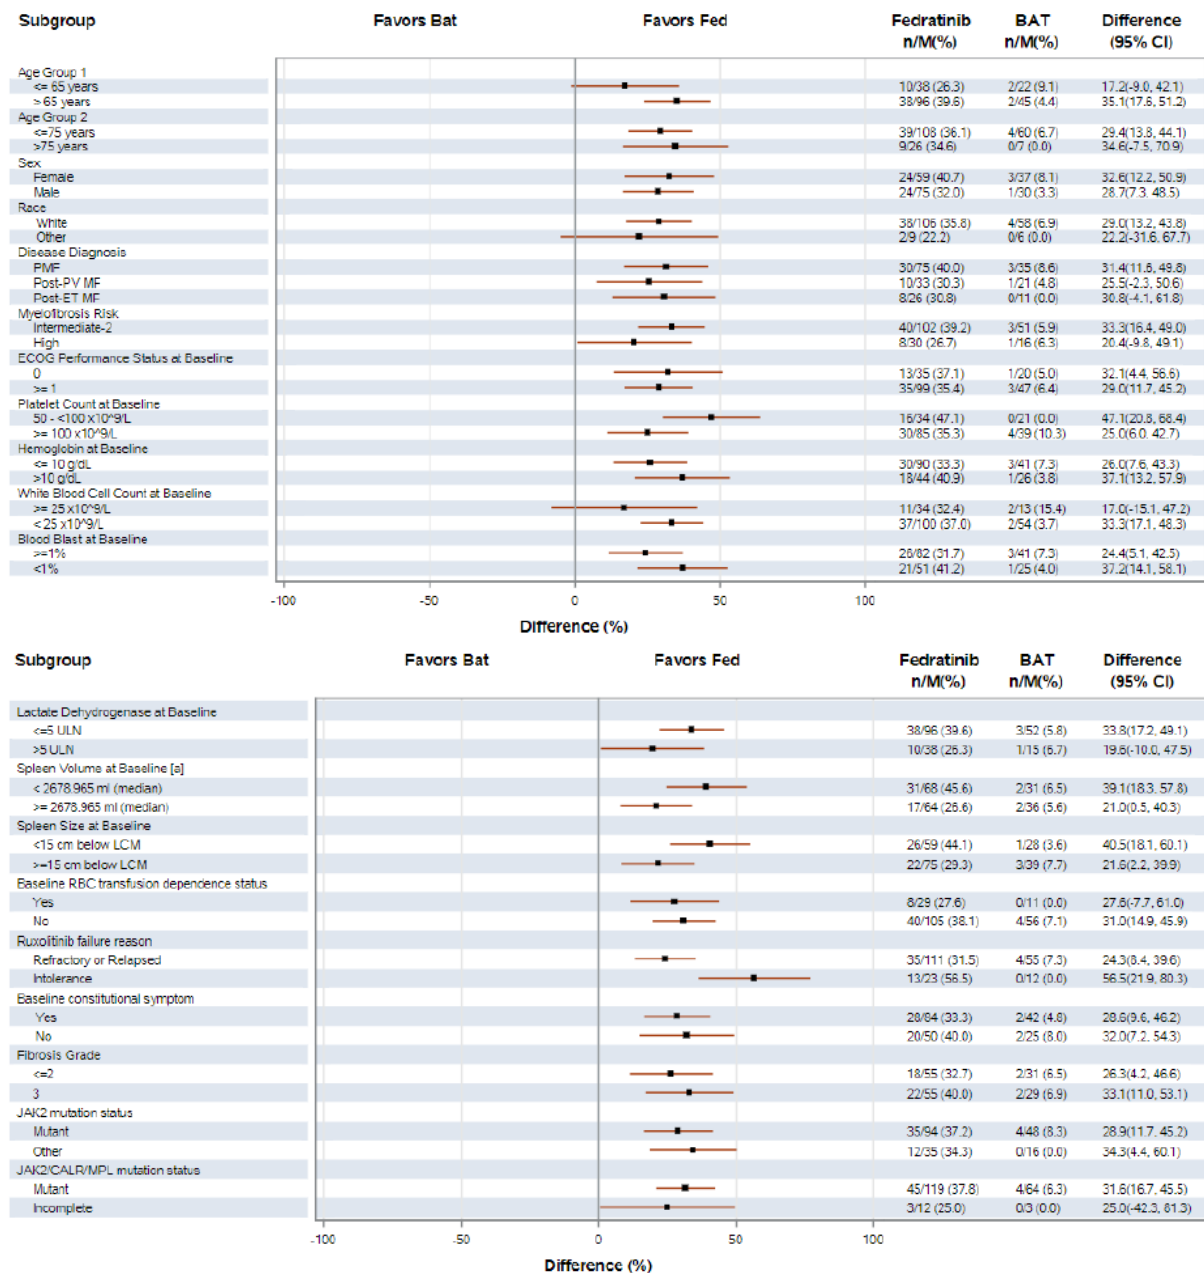 Subgroup Favors Bat Favors Fed Fedratinib BAT Difference
n/M(%) n/M(%) (95% CI)
Age Group 1
<= 65 years 10/38 (26.3) 2/22 (9.1) 17.2(-9.0, 42.1)
> 65 years 38/96 (39.6) 2/45 (4.4) 35.1(17.6, 51.2)
Age Group 2
<=75 years 39/108 (36.1) 4/60 (6.7) 29.4(13.8, 44.1)
>75 years 9/26 (34.6) 0/7 (0.0) 34.6(-7.5, 70.9)
Sex
Female 24/59 (40.7) 3/37 (8.1) 32.6(12.2, 50.9)
Male 24/75 (32.0) 1/30 (3.3) 28.7(7.3, 48.5)
Race
White 38/106 (35.8) 4/58 (6.9) 29.0(13.2, 43.8)
Other 2/9 (22.2) 0/6 (0.0) 22.2(-31.6, 67.7)
Disease Diagnosis
PMF 30/75 (40.0) 3/35 (8.6) 31.4(11.6, 49.8)
Post-PV MF 10/33 (30.3) 1/21 (4.8) 25.5(-2.3, 50.6)
Post-ET MF 8/26 (30.8) 0/11 (0.0) 30.8(-4.1, 61.8)
Myelofibrosis Risk
Intermediate-2 40/102 (39.2) 3/51 (5.9) 33.3(16.4, 49.0)
High 8/30 (26.7) 1/16 (6.3) 20.4(-9.8, 49.1)
ECOG Performance Status at Baseline
0 13/35 (37.1) 1/20 (5.0) 32.1(4.4, 56.6)
>= 1 35/99 (35.4) 3/47 (6.4) 29.0(11.7, 45.2)
Platelet Count at Baseline
50 - <100 x10^9/L 16/34 (47.1) 0/21 (0.0) 47.1(20.8, 68.4)
>= 100 x10^9/L 30/85 (35.3) 4/39 (10.3) 25.0(6.0, 42.7)
Hemoglobin at Baseline
<= 10 g/dL 30/90 (33.3) 3/41 (7.3) 26.0(7.6, 43.3)
>10 g/dL 18/44 (40.9) 1/26 (3.8) 37.1(13.2, 57.9)
White Blood Cell Count at Baseline
>= 25 x10^9/L 11/34 (32.4) 2/13 (15.4) 17.0(-15.1, 47.2)
< 25 x10^9/L 37/100 (37.0) 2/54 (3.7) 33.3(17.1, 48.3)
Blood Blast at Baseline
>=1% 26/82 (31.7) 3/41 (7.3) 24.4(5.1, 42.5)
<1% 21/51 (41.2) 1/25 (4.0) 37.2(14.1, 58.1)
-100 -50 0 50 100
Difference (%)
Subgroup Favors Bat Favors Fed Fedratinib BAT Difference
n/M(%) n/M(%) (95% CI)
Lactate Dehydrogenase at Baseline
<=5 ULN 38/96 (39.6) 3/52 (5.8) 33.8(17.2, 49.1)
>5 ULN 10/38 (26.3) 1/15 (6.7) 19.6(-10.0, 47.5)
Spleen Volume at Baseline [a]
< 2678.965 ml (median) 31/68 (45.6) 2/31 (6.5) 39.1(18.3, 57.8)
>= 2678.965 ml (median) 17/64 (26.6) 2/36 (5.6) 21.0(0.5, 40.3)
Spleen Size at Baseline
<15 cm below LCM 26/59 (44.1) 1/28 (3.6) 40.5(18.1, 60.1)
>=15 cm below LCM 22/75 (29.3) 3/39 (7.7) 21.6(2.2, 39.9)
Baseline RBC transfusion dependence status
Yes 8/29 (27.6) 0/11 (0.0) 27.6(-7.7, 61.0)
No 40/105 (38.1) 4/56 (7.1) 31.0(14.9, 45.9)
Ruxolitinib failure reason
Refractory or Relapsed 35/111 (31.5) 4/55 (7.3) 24.3(8.4, 39.6)
Intolerance 13/23 (56.5) 0/12 (0.0) 56.5(21.9, 80.3)
Baseline constitutional symptom
Yes 28/84 (33.3) 2/42 (4.8) 28.6(9.6, 46.2)
No 20/50 (40.0) 2/25 (8.0) 32.0(7.2, 54.3)
Fibrosis Grade
<=2 18/55 (32.7) 2/31 (6.5) 26.3(4.2, 46.6)
3 22/55 (40.0) 2/29 (6.9) 33.1(11.0, 53.1)
JAK2 mutation status
Mutant 35/94 (37.2) 4/48 (8.3) 28.9(11.7, 45.2)
Other 12/35 (34.3) 0/16 (0.0) 34.3(4.4, 60.1)
JAK2/CALR/MPL mutation status
Mutant 45/119 (37.8) 4/64 (6.3) 31.6(16.7, 45.5)
Incomplete 3/12 (25.0) 0/3 (0.0) 25.0(-42.3, 81.3)
-100 -50 0 50 100
Difference (%)